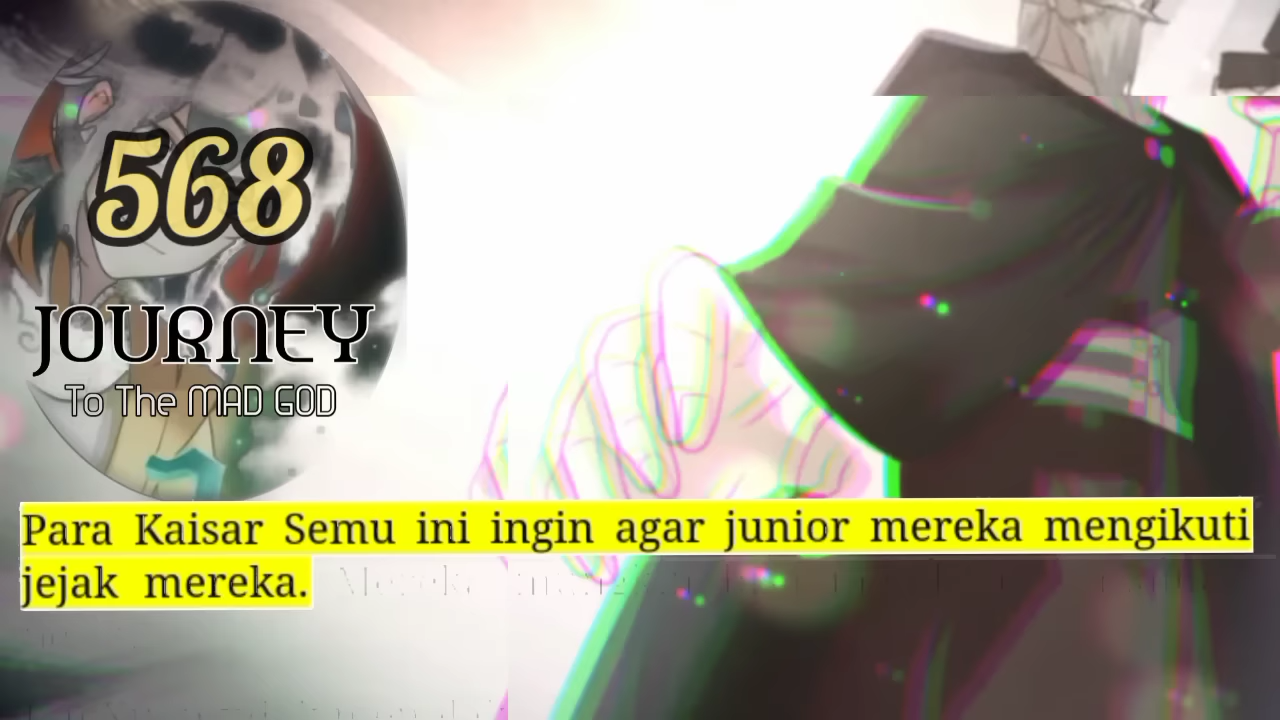 568
JOURNEY
To The MAD GOD
Para Kaisar Semu ini ingin agar junior mereka mengikuti
jejak mereka.